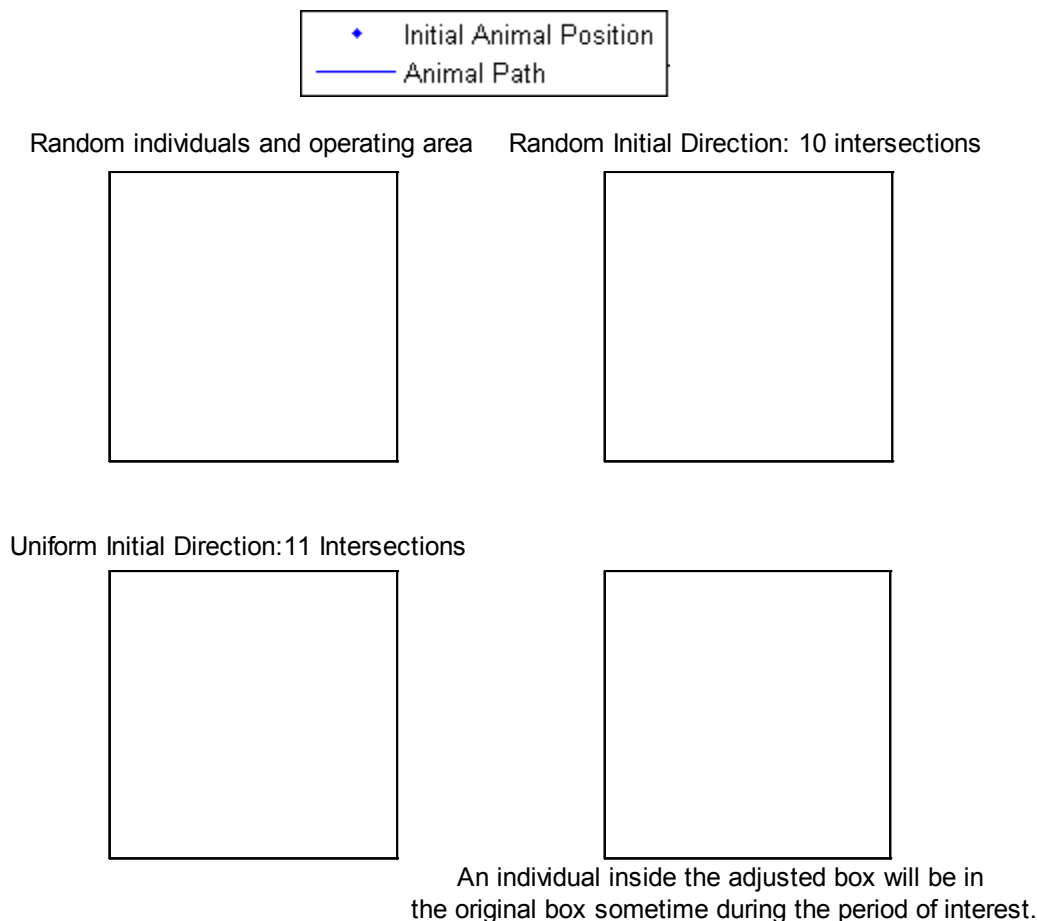 Initial Animal Position
Animal Path
Random individuals and operating area
Random Initial Direction: 10 intersections
Uniform Initial Direction:11 Intersections
An individual inside the adjusted box will be in
the original box sometime during the period of interest.